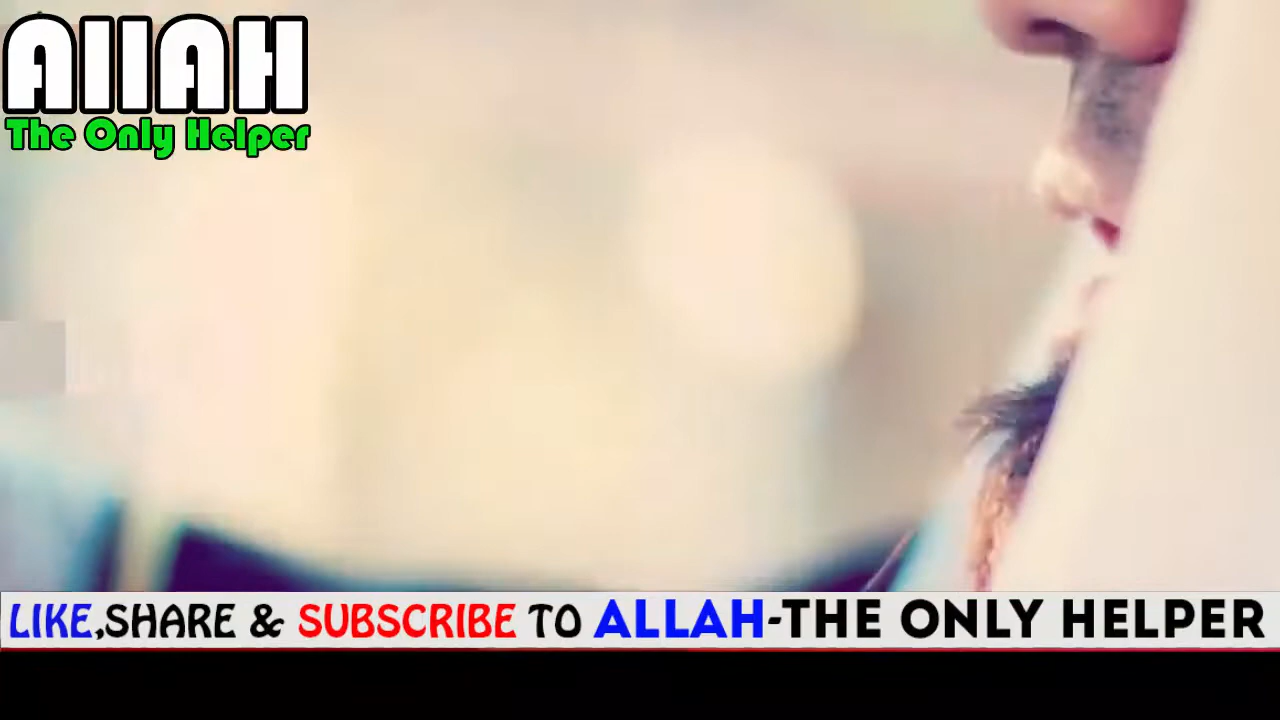 AllAH
The Only Helper
LIKE,SHARE & SUBSCRIBE TO ALLAH-THE ONLY HELPER